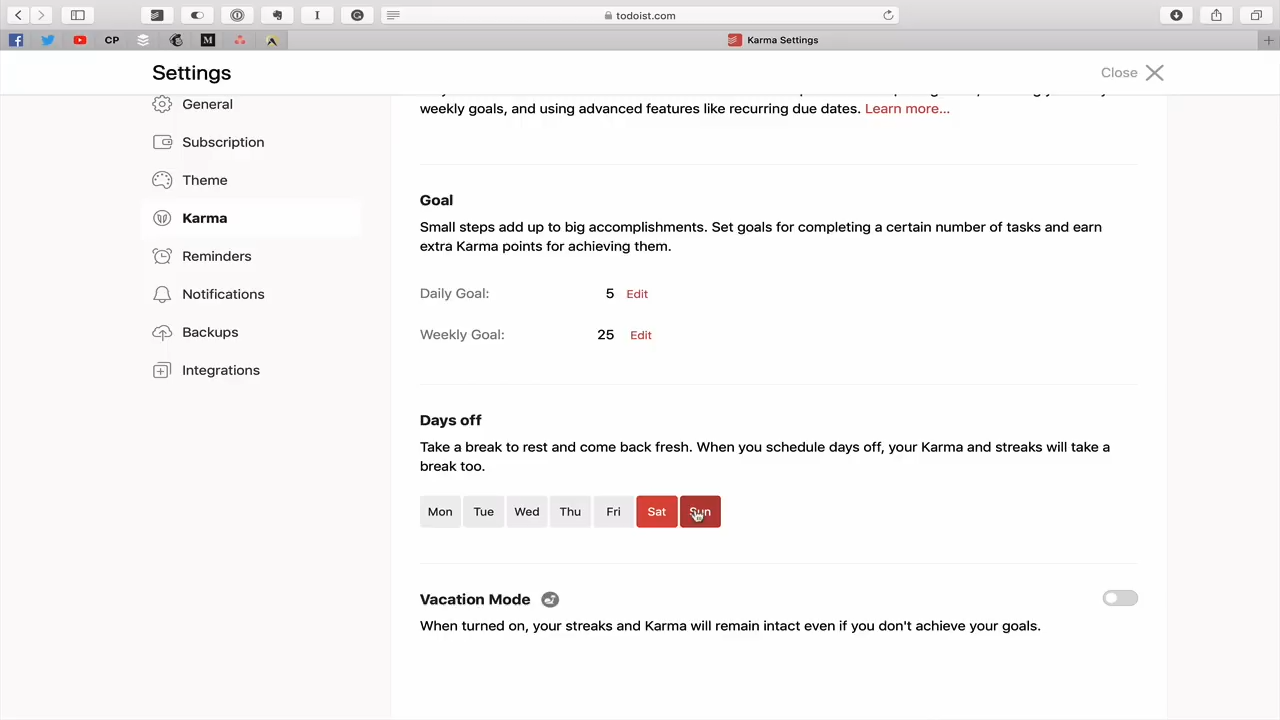 todoist.com
CP
M
Karma Settings
Settings
Close
General
Subscription
Theme
Karma
Reminders
Notifications
Backups
Integrations
weekly goals, and using advanced features like recurring due dates. Learn more...
Goal
Small steps add up to big accomplishments. Set goals for completing a certain number of tasks and earn
extra Karma points for achieving them.
Daily Goal: 5 Edit
Weekly Goal: 25 Edit
Days off
Take a break to rest and come back fresh. When you schedule days off, your Karma and streaks will take a
break too.
Mon Tue Wed Thu Fri Sat Sun
Vacation Mode
When turned on, your streaks and Karma will remain intact even if you don't achieve your goals.